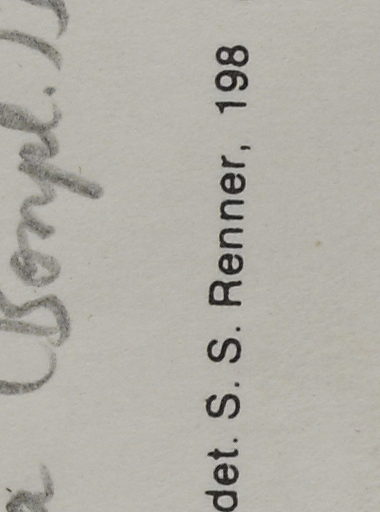 a (Bonpl.)
det. S. S. Renner, 198